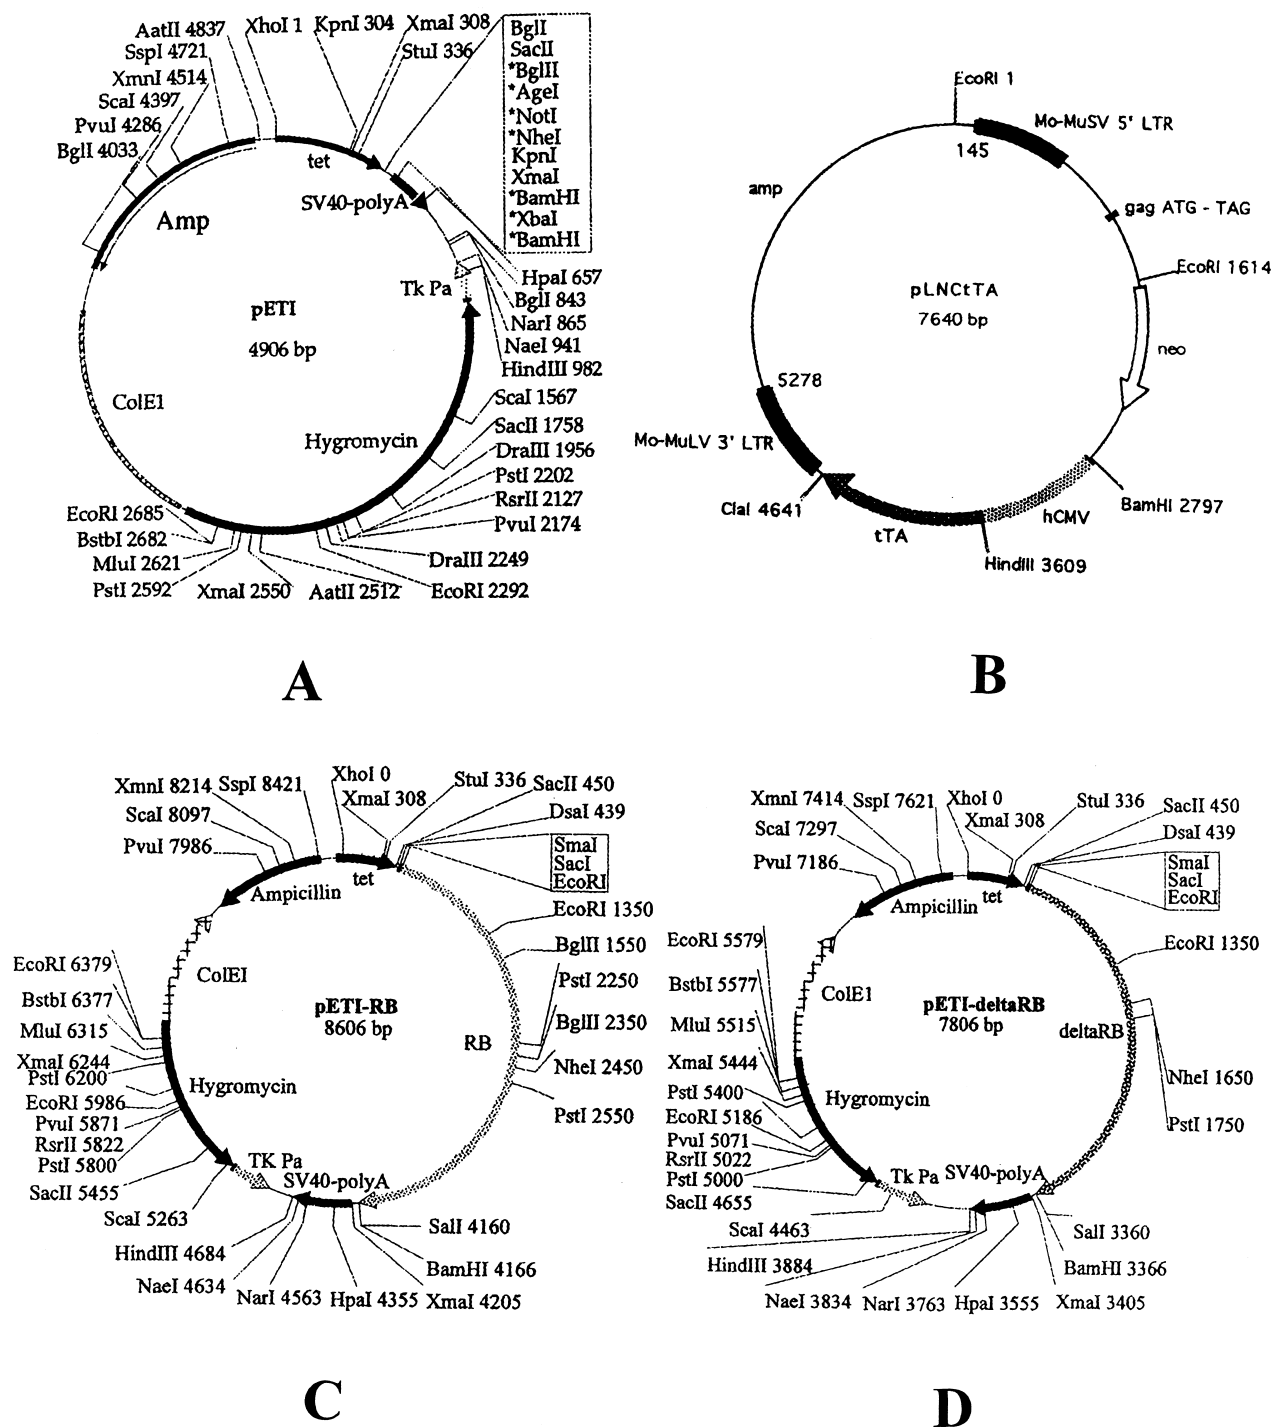 AatII 4837
XhoI 1
KpnI 304
XmaI 308
SspI 4721
StuI 336
XmnI 4514
ScaI 4397
PvuI 4286
BglI 4033
BglI
SacII
*BglII
*AgeI
*NotI
*NheI
KpnI
XmaI
*BamHI
*XbaI
*BamHI
tet
SV40-polyA
Amp
Tk Pa
pETI
4906 bp
HpaI 657
BglI 843
NarI 865
NaeI 941
HindIII 982
ColE1
Hygromycin
ScaI 1567
SacII 1758
DraIII 1956
PstI 2202
RsrII 2127
PvuI 2174
DraIII 2249
EcoRI 2292
EcoRI 2685
BstbI 2682
MluI 2621
PstI 2592
XmaI 2550
AatII 2512
A
EcoRI 1
Mo-MuSV 5' LTR
145
amp
gag ATG - TAG
EcoRI 1614
pLNCtTA
7640 bp
neo
5278
Mo-MuLV 3' LTR
ClaI 4641
tTA
hCMV
BamHI 2797
HindIII 3609
B
XmnI 8214
SspI 8421
XhoI 0
XmaI 308
StuI 336
SacII 450
ScaI 8097
DsaI 439
PvuI 7986
SmaI
SacI
EcoRI
Ampicillin
tet
EcoRI 1350
BglII 1550
PstI 2250
BglII 2350
NheI 2450
PstI 2550
ColEI
pETI-RB
8606 bp
RB
EcoRI 6379
BstbI 6377
MluI 6315
XmaI 6244
PstI 6200
EcoRI 5986
PvuI 5871
RsrII 5822
PstI 5800
SacII 5455
ScaI 5263
Hygromycin
TK Pa
SV40-polyA
HindIII 4684
NaeI 4634
NarI 4563
HpaI 4355
XmaI 4205
BamHI 4166
SalI 4160
C
XmnI 7414
SspI 7621
XhoI 0
XmaI 308
StuI 336
SacII 450
ScaI 7297
DsaI 439
PvuI 7186
SmaI
SacI
EcoRI
Ampicillin
tet
EcoRI 1350
NheI 1650
PstI 1750
ColE1
pETI-deltaRB
7806 bp
deltaRB
EcoRI 5579
BstbI 5577
MluI 5515
XmaI 5444
PstI 5400
EcoRI 5186
PvuI 5071
RsrII 5022
PstI 5000
SacII 4655
ScaI 4463
Hygromycin
Tk Pa
SV40-polyA
HindIII 3884
NaeI 3834
NarI 3763
HpaI 3555
XmaI 3405
BamHI 3366
SalI 3360
D